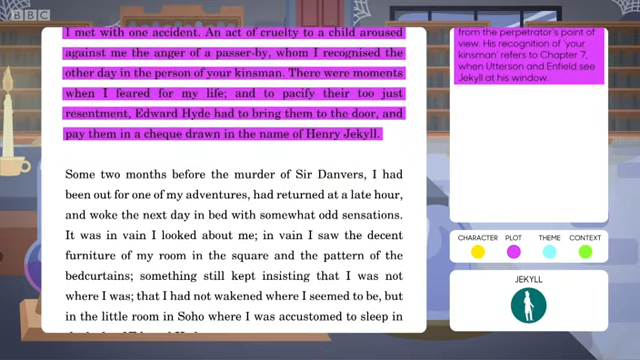 BBC
I met with one accident. An act of cruelty to a child aroused
against me the anger of a passer-by, whom I recognised the
other day in the person of your kinsman. There were moments
when I feared for my life; and to pacify their too just
resentment, Edward Hyde had to bring them to the door, and
pay them in a cheque drawn in the name of Henry Jekyll.
Some two months before the murder of Sir Danvers, I had
been out for one of my adventures, had returned at a late hour,
and woke the next day in bed with somewhat odd sensations.
It was in vain I looked about me; in vain I saw the decent
furniture of my room in the square and the pattern of the
bedcurtains; something still kept insisting that I was not
where I was; that I had not wakened where I seemed to be, but
in the little room in Soho where I was accustomed to sleep in
from the perpetrator's point of
view. His recognition of 'your
kinsman' refers to Chapter 7,
when Utterson and Enfield see
Jekyll at his window.
CHARACTER PLOT THEME CONTEXT
JEKYLL